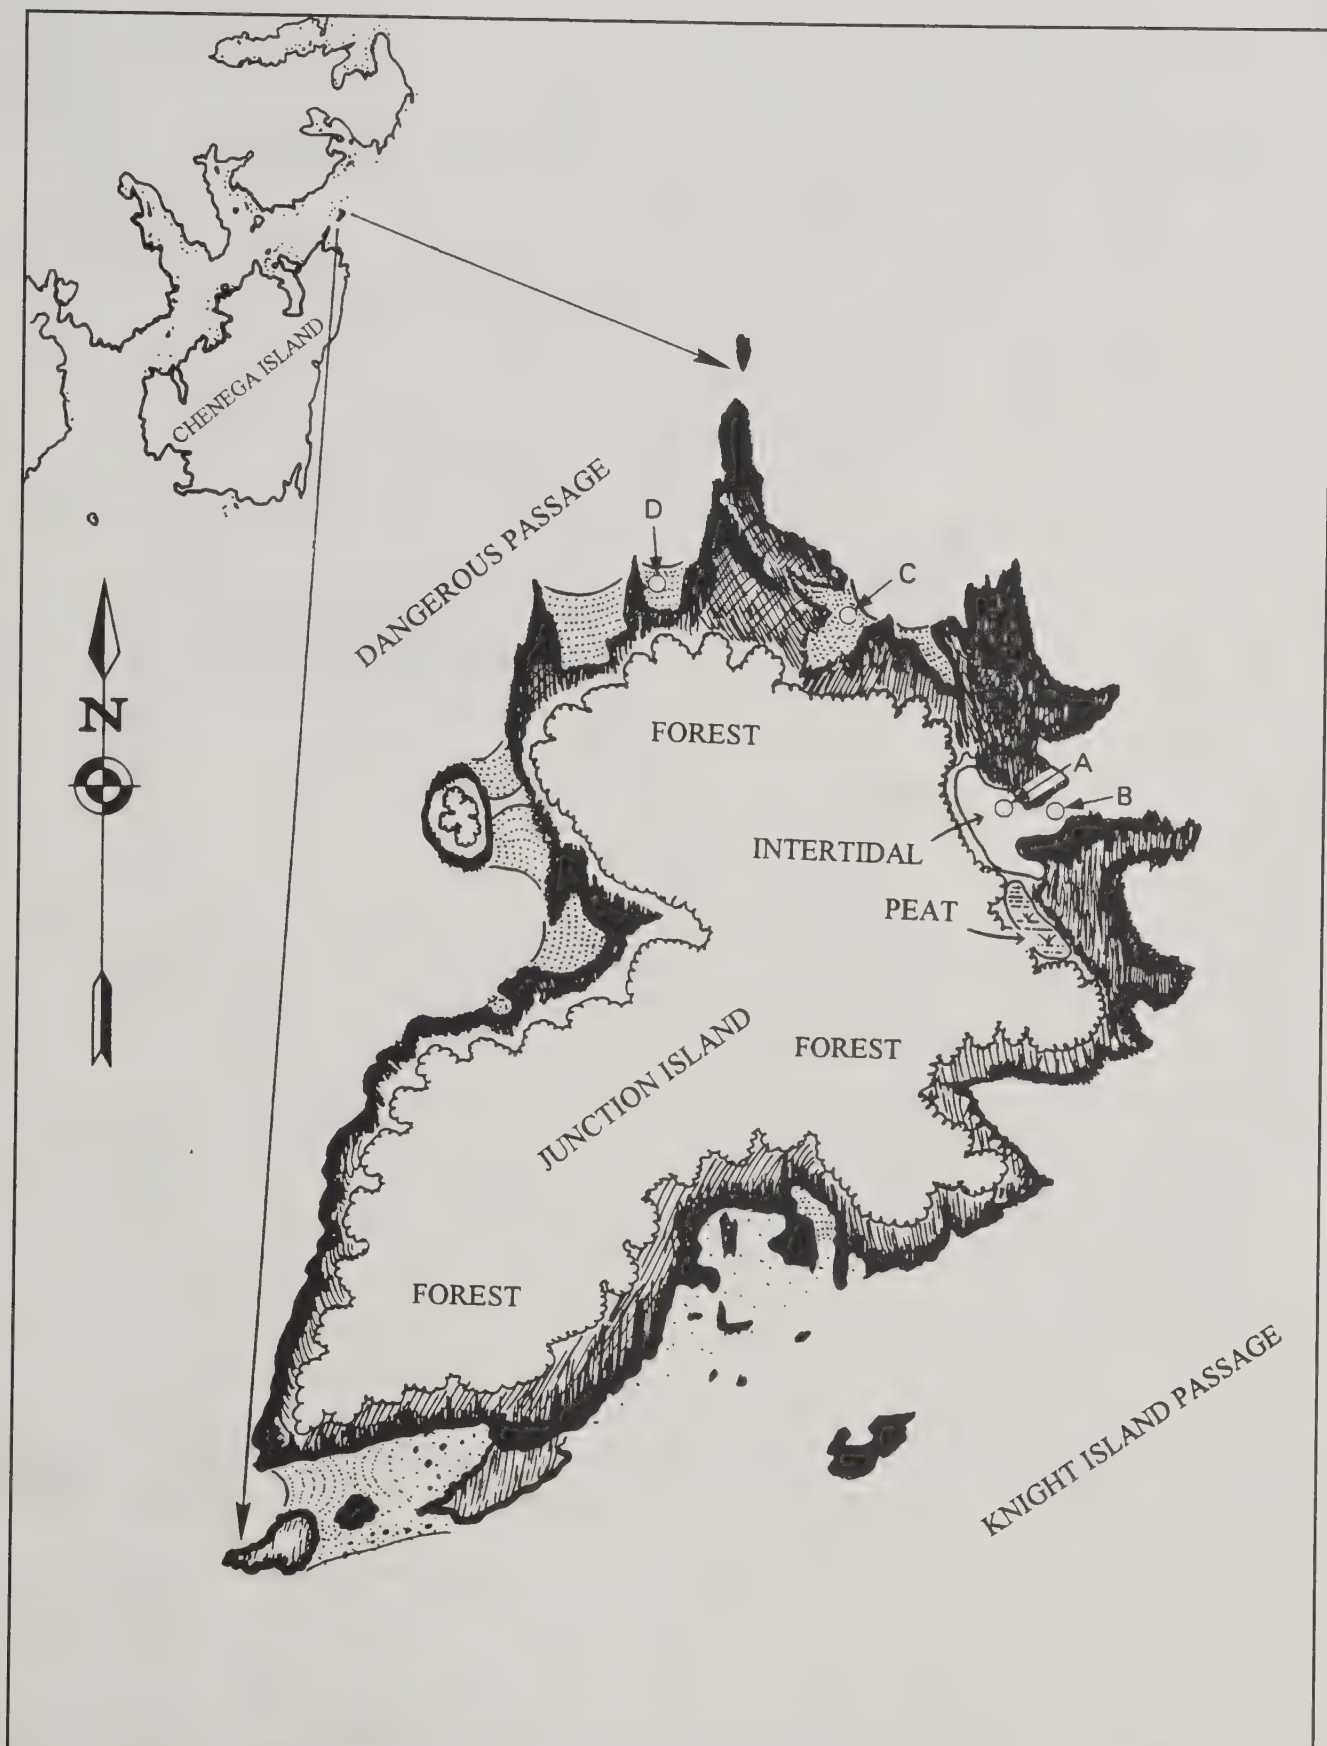 CHENEGA ISLAND
DANGEROUS PASSAGE
D
C
N
FOREST
A
B
INTERTIDAL
PEAT
JUNCTION ISLAND
FOREST
FOREST
KNIGHT ISLAND PASSAGE